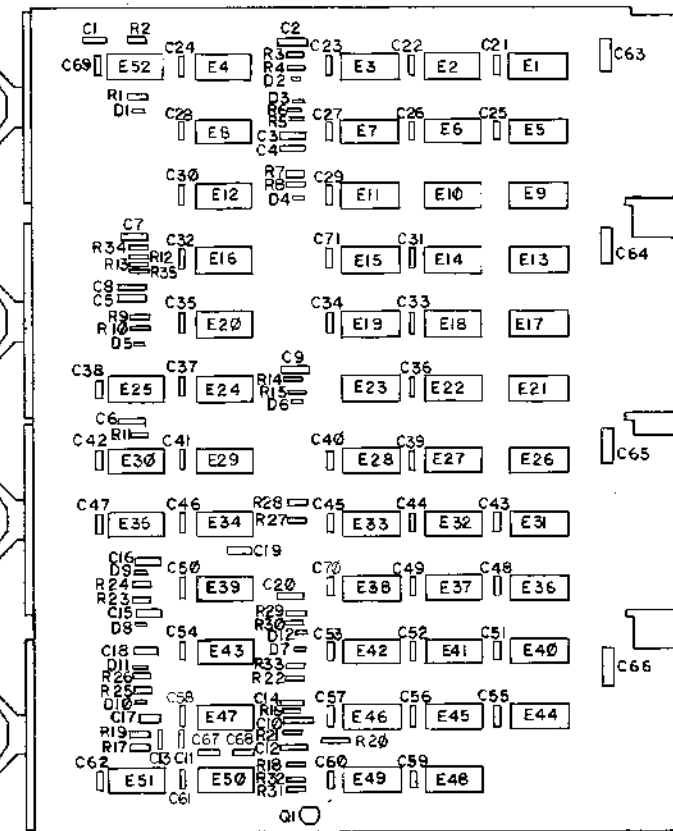 C1 R2 C2
C24 R3 C23 C22 C21
C69 E52 E4 R4 E3 E2 E1 C63
D2
R1 D3
D1 C28 R6 C27 C26 C25
R5
E8 C3 E7 E6 E5
C4
C30 R7 C29
E12 R8 E11 E10 E9
D4
C7
R34 C32 C71 C31
R12 E16 E15 E14 E13 C64
R13 R35
C8
C5
R9 C35 C34 C33
R10 E20 E19 E18 E17
D5
C38 C37 C9 C36
R14
E25 E24 R15 E23 E22 E21
D6
C6
R11
C42 C41 C40 C39
E30 E29 E28 E27 E26 C65
C47 C46 R28 C45 C44 C43
E35 E34 R27 E33 E32 E31
C19
C16
D9 C50 C70 C49 C48
R24 E39 C20 E38 E37 E36
R23
C15 R29
D8 R30
C54 D12 C53 C52 C51
C18 E43 D7 E42 E41 E40 C66
D11 R33
R26 R22
R25
D10 C58 C14 C57 C56 C55
C17 E47 R16 E46 E45 E44
C10
R19 R21 R20
R17 C67 C68 C12
C13 C11
C62 R18 C60 C59
E51 E50 R32 E49 E48
C61 R31
Q1